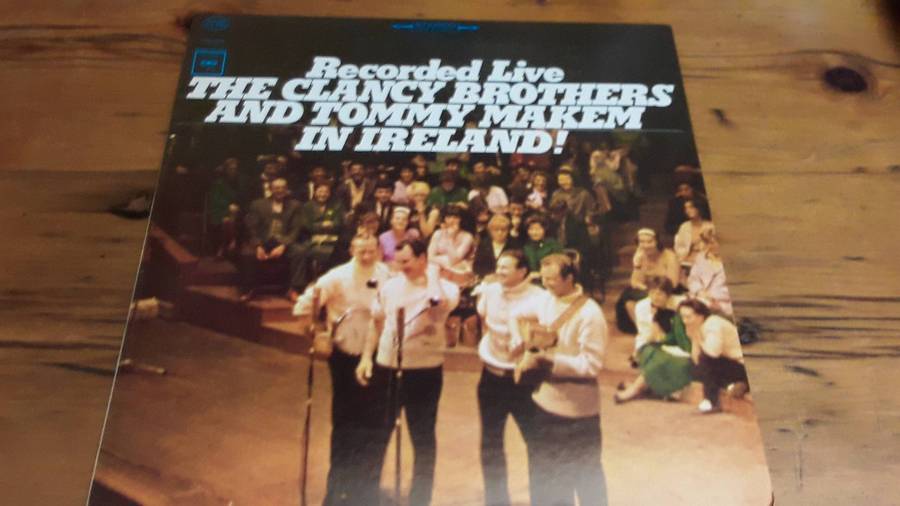 Recorded Live
THE CLANCY BROTHERS
AND TOMMY MAKEM
IN IRELAND!